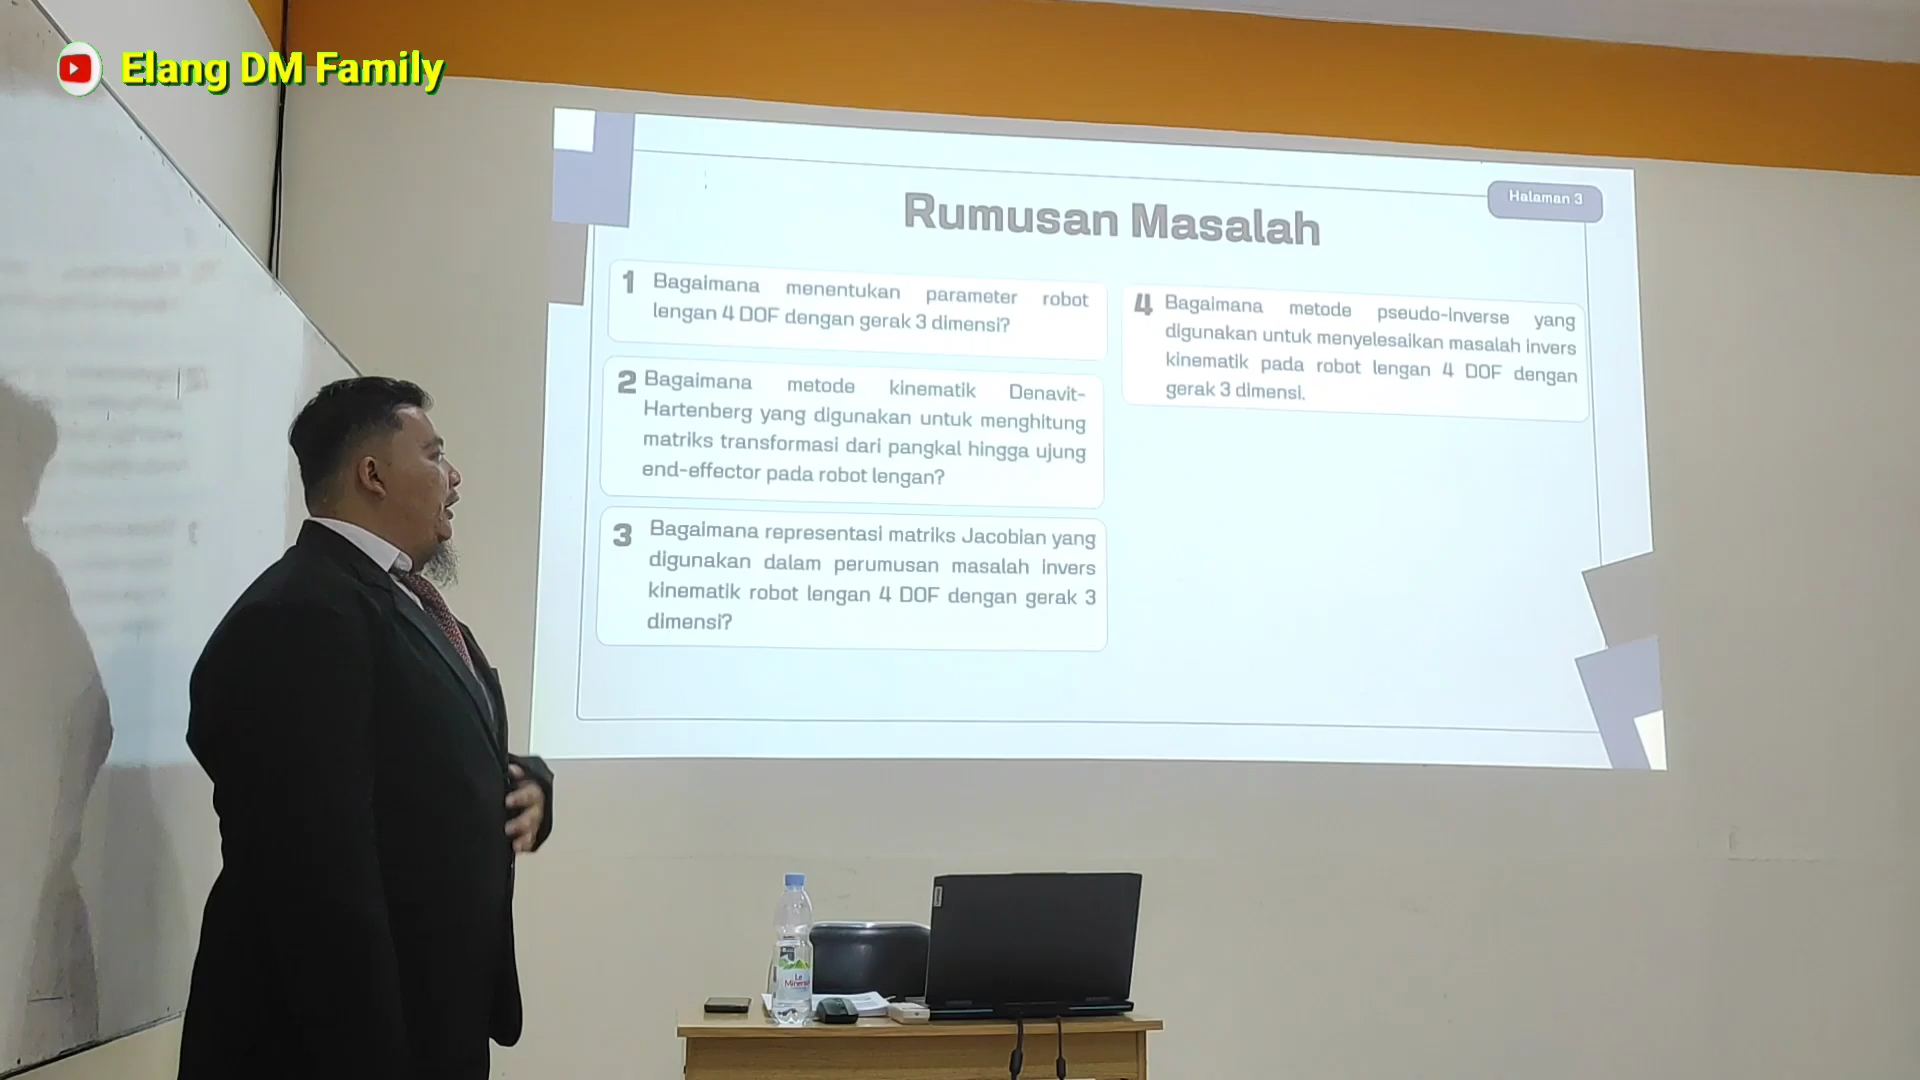 Elang DM Family
Halaman 3
Rumusan Masalah
1 Bagaimana menentukan parameter robot
lengan 4 DOF dengan gerak 3 dimensi?
2 Bagaimana metode kinematik Denavit-
Hartenberg yang digunakan untuk menghitung
matriks transformasi dari pangkal hingga ujung
end-effector pada robot lengan?
3 Bagaimana representasi matriks Jacobian yang
digunakan dalam perumusan masalah invers
kinematik robot lengan 4 DOF dengan gerak 3
dimensi?
4 Bagaimana metode pseudo-inverse yang
digunakan untuk menyelesaikan masalah invers
kinematik pada robot lengan 4 DOF dengan
gerak 3 dimensi.
Le